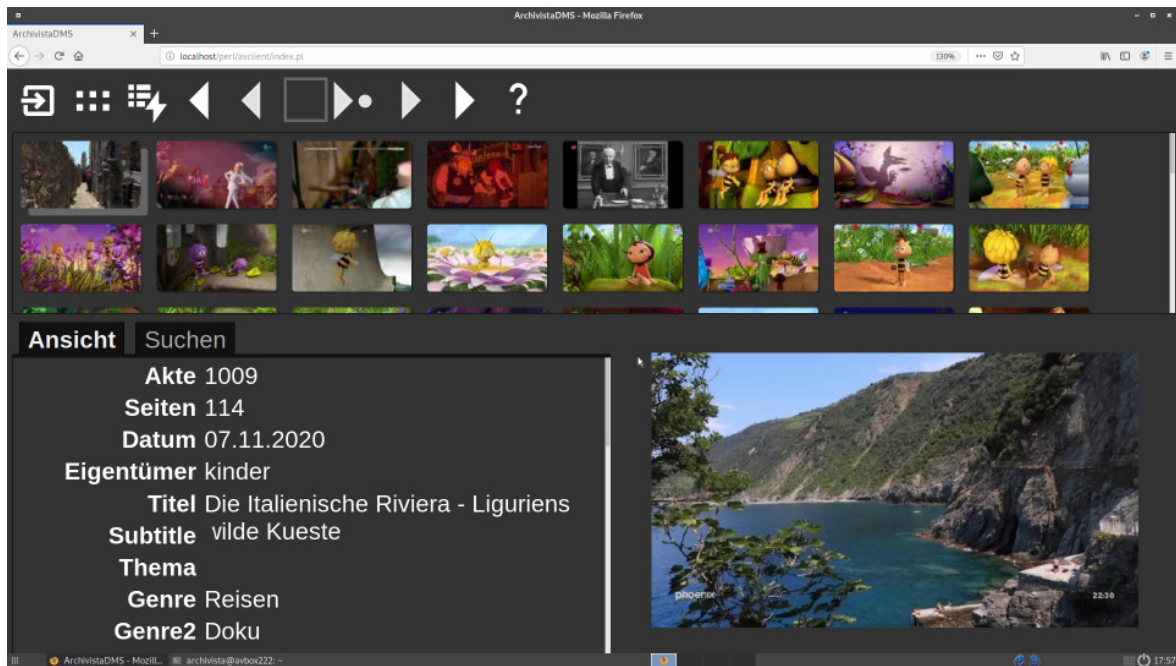 ArchivistaDMS - Mozilla Firefox
ArchivistaDMS
localhost/perl/avclient/index.pl
130%
?
Ansicht Suchen
Akte 1009
Seiten 114
Datum 07.11.2020
Eigentümer kinder
Titel Die Italienische Riviera - Liguriens
Subtitle vilde Kueste
Thema
Genre Reisen
Genre2 Doku
phoenix
22:30
ArchivistaDMS - Mozill...
archivista@avbox222: ~
17:57